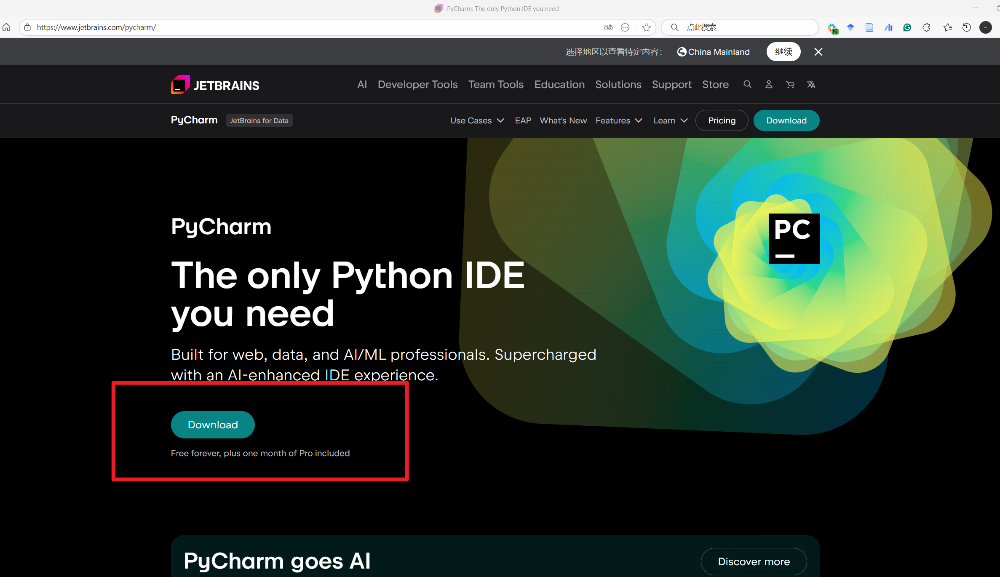 PyCharm: The only Python IDE you need
https://www.jetbrains.com/pycharm/
aあ
点此搜索
科
选择地区以查看特定内容：
China Mainland
继续
JETBRAINS
AI
Developer Tools
Team Tools
Education
Solutions
Support
Store
PyCharm
JetBrains for Data
Use Cases
EAP
What's New
Features
Learn
Pricing
Download
PyCharm
PC
The only Python IDE
you need
Built for web, data, and AI/ML professionals. Supercharged
with an AI-enhanced IDE experience.
Download
Free forever, plus one month of Pro included
PyCharm goes AI
Discover more